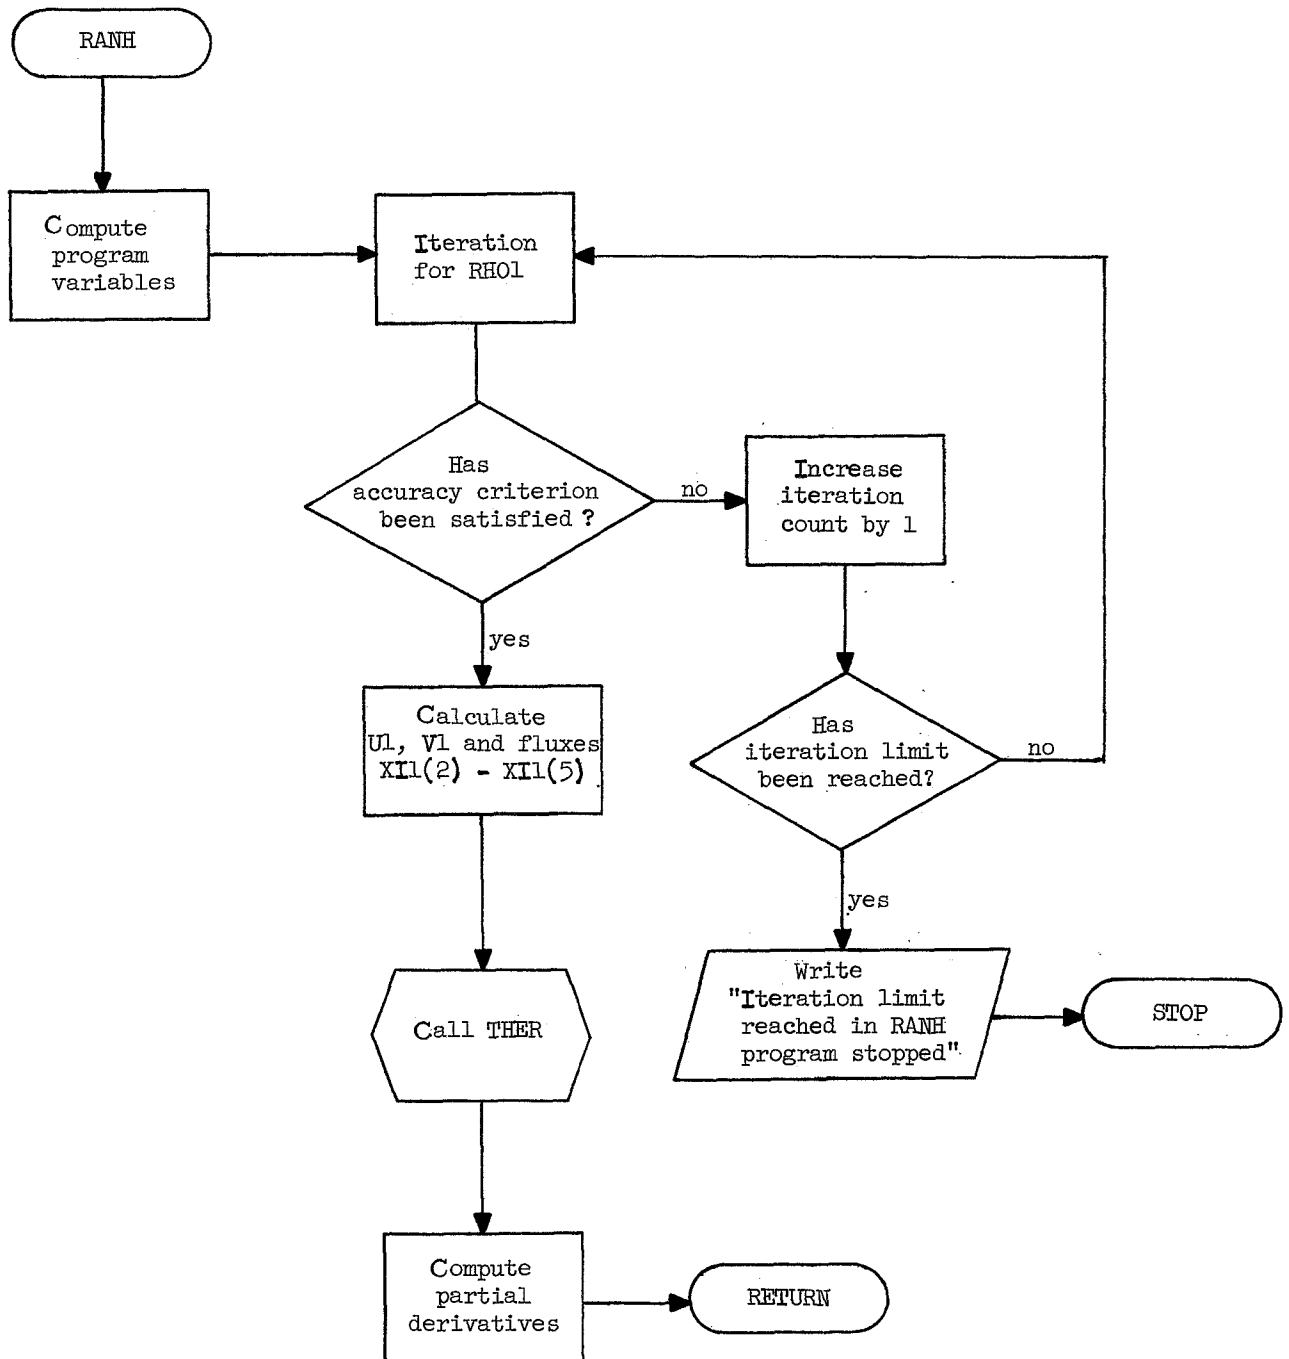 RANH
Compute
program
variables
Iteration
for RHO1
Has
accuracy criterion
been satisfied ?
no
Increase
iteration
count by 1
yes
Calculate
U1, V1 and fluxes
XI1(2) - XI1(5)
Has
iteration limit
been reached?
no
yes
Call THER
Write
"Iteration limit
reached in RANH
program stopped"
STOP
Compute
partial
derivatives
RETURN